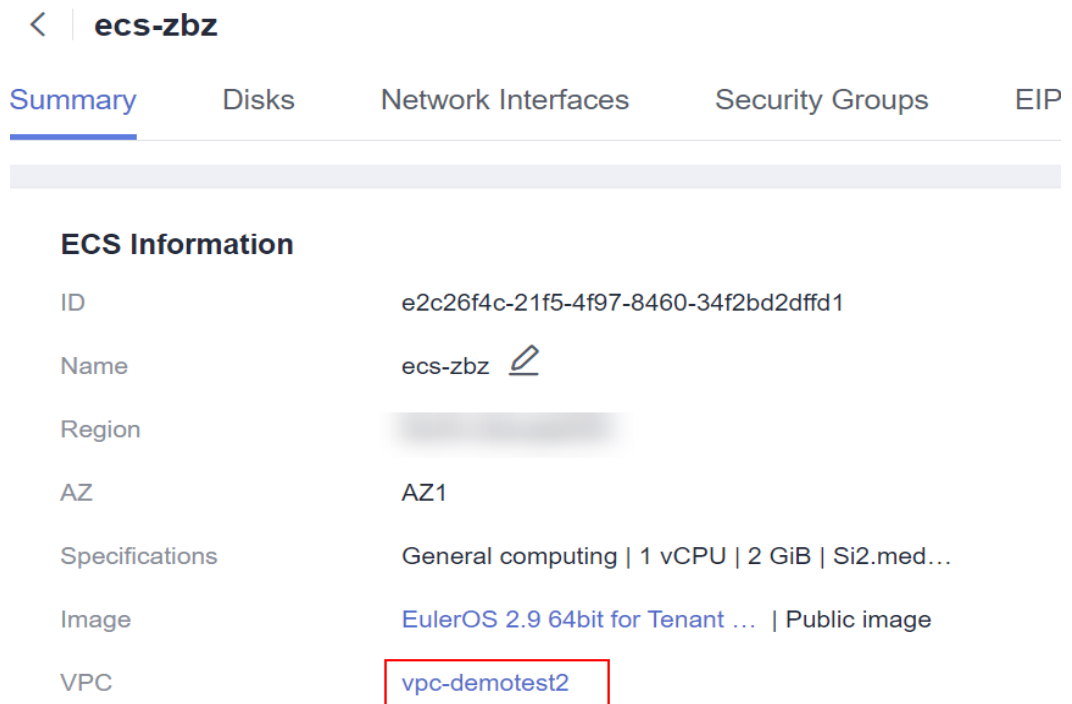 ecs-zbz
Summary Disks Network Interfaces Security Groups EIP
ECS Information
ID e2c26f4c-21f5-4f97-8460-34f2bd2dffd1
Name ecs-zbz
Region
AZ AZ1
Specifications General computing | 1 vCPU | 2 GiB | Si2.med…
Image EulerOS 2.9 64bit for Tenant … | Public image
VPC vpc-demotest2